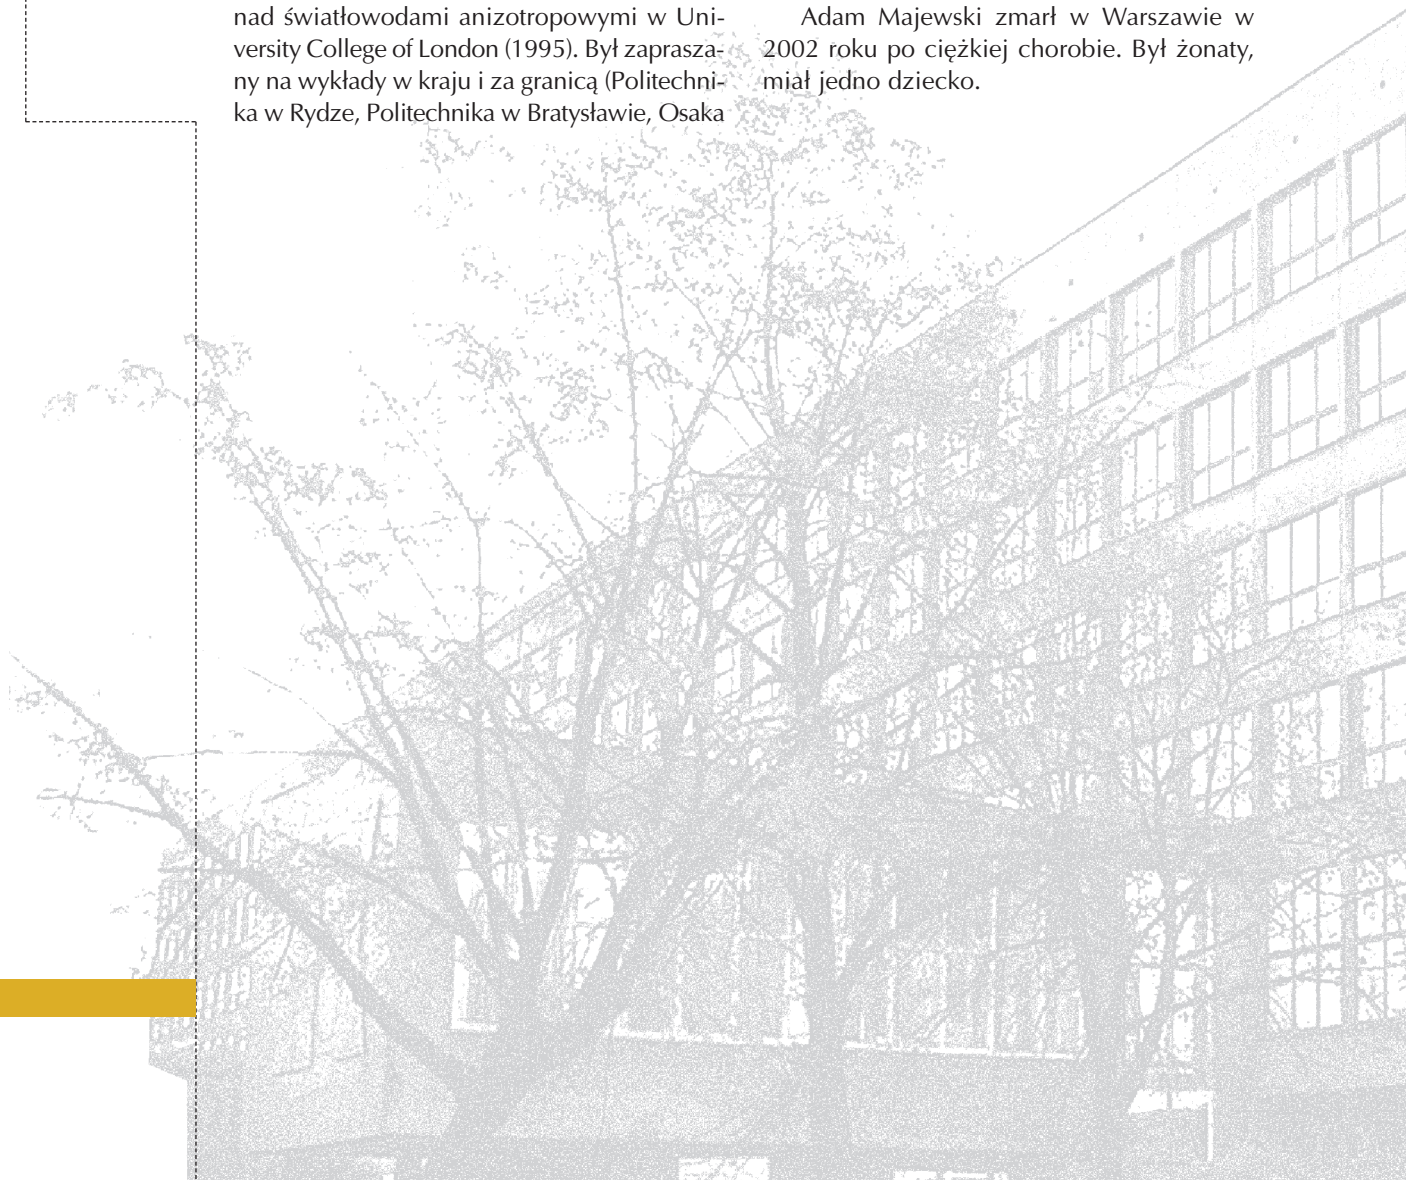 nad światłowodami anizotropowymi w Uni-
versity College of London (1995). Był zaprasza-
ny na wykłady w kraju i za granicą (Politechni-
ka w Rydze, Politechnika w Bratysławie, Osaka
Adam Majewski zmarł w Warszawie w
2002 roku po ciężkiej chorobie. Był żonaty,
miał jedno dziecko.